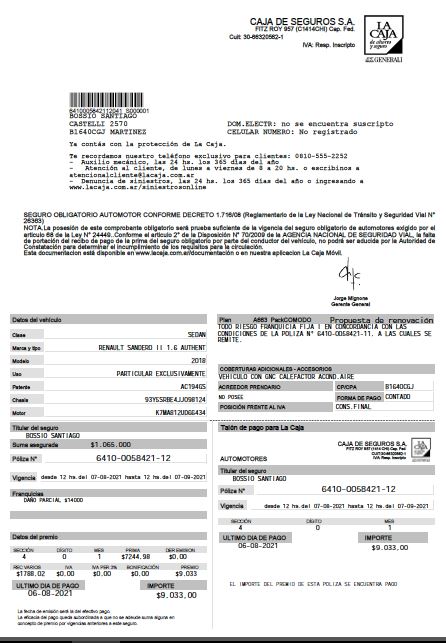 CAJA DE SEGUROS S.A.
FITZ ROY 957 (C1414CHI) Cap. Fed.
Cuit: 30-66320562-1
IVA: Resp. Inscripto
LA CAJA
de ahorro y seguro
GENERALI
6410005842112041 S000001
BOSSIO SANTIAGO
CASTELLI 2570
B1640CGJ MARTINEZ
DOM.ELECTR: no se encuentra suscripto
CELULAR NUMERO: No registrado
Ya contás con la protección de La Caja.
Te recordamos nuestro teléfono exclusivo para clientes: 0810-555-2252
- Auxilio mecánico, las 24 hs. los 365 días del año
- Atención al cliente, de lunes a viernes de 8 a 20 hs. o escribinos a
atencionalcliente@lacaja.com.ar
- Denuncia de siniestros, las 24 hs. los 365 días del año o ingresando a
www.lacaja.com.ar/siniestrosonline
SEGURO OBLIGATORIO AUTOMOTOR CONFORME DECRETO 1.716/08 (Reglamentario de la Ley Nacional de Tránsito y Seguridad Vial N°
26363)
NOTA.La posesión de este comprobante obligatorio será prueba suficiente de la vigencia del seguro obligatorio de automotores exigido por el
artículo 68 de la Ley N° 24449..Conforme el artículo 2° de la Disposición N° 70/2009 de la AGENCIA NACIONAL DE SEGURIDAD VIAL, la falta
de portación del recibo de pago de la prima del seguro obligatorio por parte del conductor del vehículo, no podrá ser aducida por la Autoridad de
Constatación para determinar el incumplimiento de los requisitos para la circulación.
Esta documentación está disponible en www.lacaja.com.ar/documentación o en nuestra aplicacion La Caja Móvil.
Jorge Mignone
Gerente General
Datos del vehículo
Clase SEDAN
Marca y tipo RENAULT SANDERO II 1.6 AUTHENT
Modelo 2018
Uso PARTICULAR EXCLUSIVAMENTE
Patente AC194GS
Chasis 93Y5SRBE4JJ098124
Motor K7MA812UD66434
Titular del seguro
BOSSIO SANTIAGO
Suma asegurada $1.065.000
Póliza N° 6410-0058421-12
Vigencia desde 12 hs.del 07-08-2021 hasta 12 hs.del 07-09-2021
Franquicias
DAÑO PARCIAL $14000
Datos del premio
SECCIÓN DÍGITO MES PRIMA DER.EMISIÓN
4 0 1 $7244.98 $0.00
REC VARIOS IVA IVA PER.3% BONIFICACIÓN PREMIO
$1788.02 $0.00 $0.00 $0.00 $9.033
ULTIMO DIA DE PAGO IMPORTE
06-08-2021 $9.033,00
La fecha de emisión será la del efectivo pago.
La eficacia del pago queda subordinada a que no se adeude suma alguna en
concepto de premio por vigencias anteriores a este seguro.
Plan A663 PackCOMODO Propuesta de renovación
TODO RIESGO FRANQUICIA FIJA I EN CONCORDANCIA CON LAS
CONDICIONES DE LA POLIZA N° 6410-0058421-11. A LAS CUALES SE
REMITE.
COBERTURAS ADICIONALES - ACCESORIOS
VEHICULO CON GNC CALEFACTOR ACOND.AIRE
ACREEDOR PRENDARIO CP/CPA B1640CGJ
NO POSEE FORMA DE PAGO CONTADO
POSICIÓN FRENTE AL IVA CONS.FINAL
Talón de pago para La Caja
CAJA DE SEGUROS S.A.
FITZ ROY 957 (C1414CHI) Cap. Fed.
Cuit:30-66320562-1
IVA: Resp. Inscripto
LA CAJA
AUTOMOTORES
Titular del seguro
BOSSIO SANTIAGO
Póliza N° 6410-0058421-12
Vigencia desde 12 hs.del 07-08-2021 hasta 12 hs.del 07-09-2021
SECCIÓN DÍGITO MES
4 0 1
ULTIMO DIA DE PAGO IMPORTE
06-08-2021 $9.033,00
EL IMPORTE DEL PREMIO DE ESTA POLIZA SE ENCUENTRA PAGO